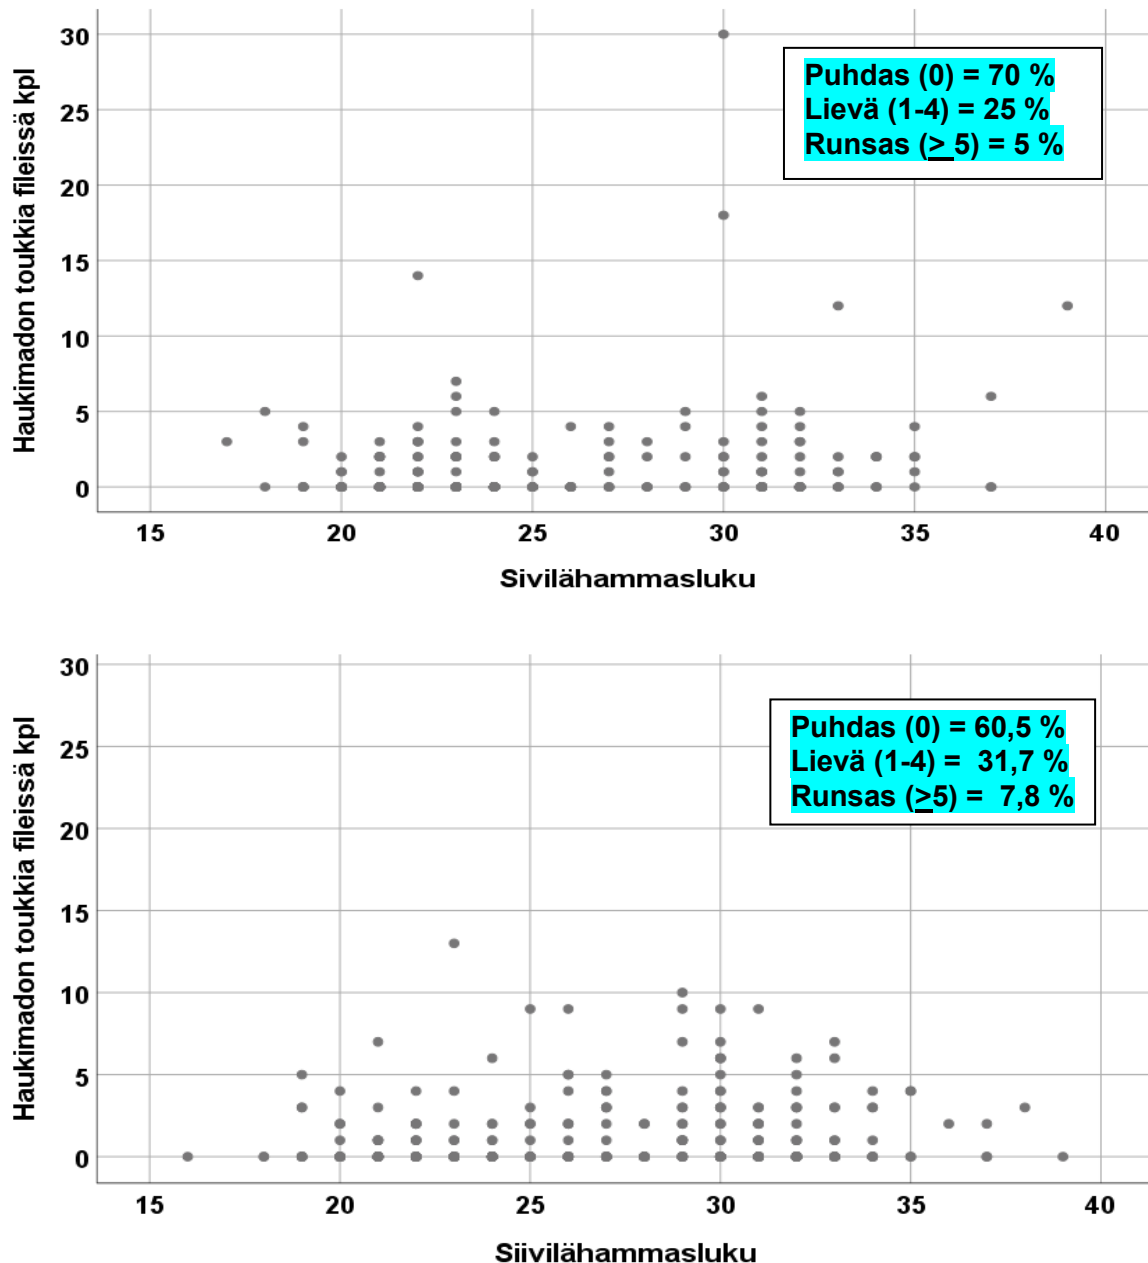 Haukimadon toukkia fileissä kpl
30
25
20
15
10
5
0
Puhdas (0) = 70 %
Lievä (1-4) = 25 %
Runsas (> 5) = 5 %
15 20 25 30 35 40
Sivilähammasluku
Haukimadon toukkia fileissä kpl
30
25
20
15
10
5
0
Puhdas (0) = 60,5 %
Lievä (1-4) = 31,7 %
Runsas (>5) = 7,8 %
15 20 25 30 35 40
Siivilähammasluku